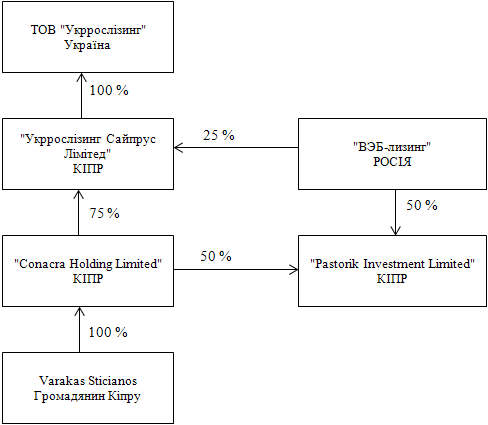 ТОВ "Укррослізинг"
Україна
100 %
"Укррослізинг Сайпрус
Лімітед"
КІПР
25 %
"ВЭБ-лизинг"
РОСІЯ
75 %
50 %
"Conacra Holding Limited"
КІПР
50 %
"Pastorik Investment Limited"
КІПР
100 %
Varakas Sticianos
Громадянин Кіпру